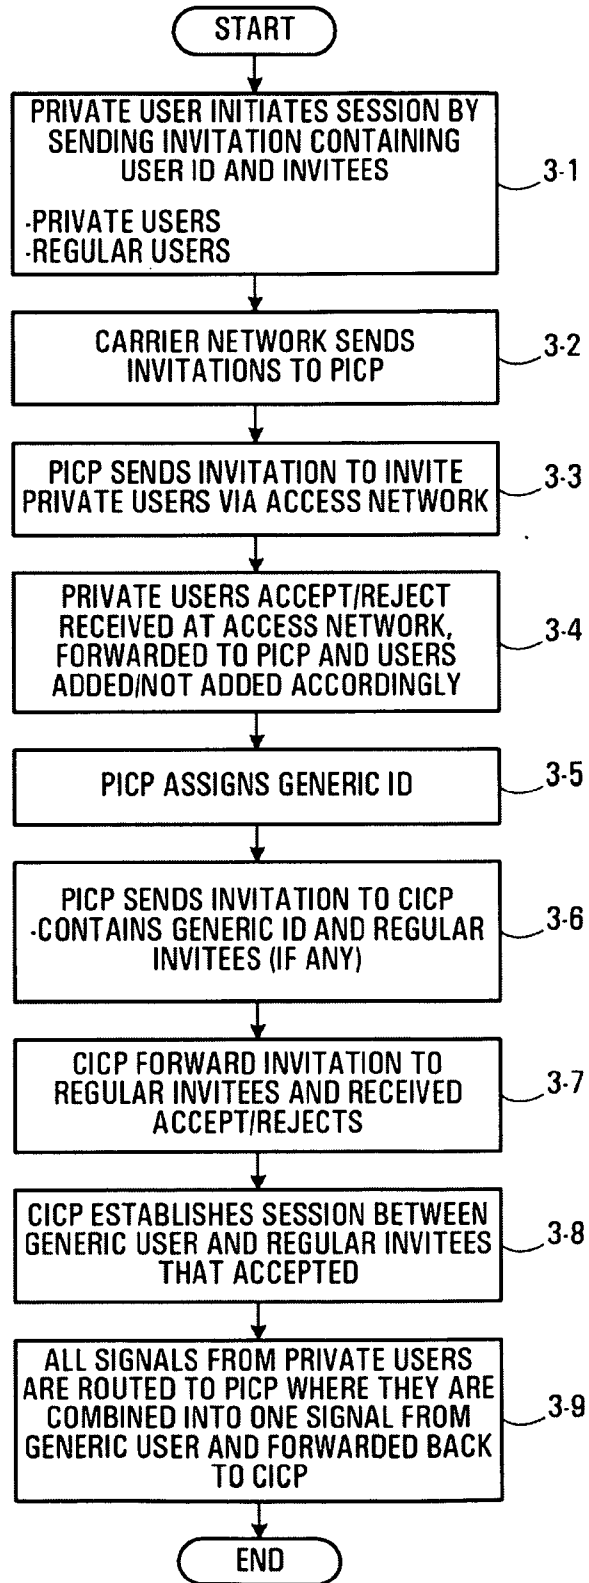 START
PRIVATE USER INITIATES SESSION BY
SENDING INVITATION CONTAINING
USER ID AND INVITEES
-PRIVATE USERS
-REGULAR USERS
3-1
CARRIER NETWORK SENDS
INVITATIONS TO PICP
3-2
PICP SENDS INVITATION TO INVITE
PRIVATE USERS VIA ACCESS NETWORK
3-3
PRIVATE USERS ACCEPT/REJECT
RECEIVED AT ACCESS NETWORK,
FORWARDED TO PICP AND USERS
ADDED/NOT ADDED ACCORDINGLY
3-4
PICP ASSIGNS GENERIC ID
3-5
PICP SENDS INVITATION TO CICP
-CONTAINS GENERIC ID AND REGULAR
INVITEES (IF ANY)
3-6
CICP FORWARD INVITATION TO
REGULAR INVITEES AND RECEIVED
ACCEPT/REJECTS
3-7
CICP ESTABLISHES SESSION BETWEEN
GENERIC USER AND REGULAR INVITEES
THAT ACCEPTED
3-8
ALL SIGNALS FROM PRIVATE USERS
ARE ROUTED TO PICP WHERE THEY ARE
COMBINED INTO ONE SIGNAL FROM
GENERIC USER AND FORWARDED BACK
TO CICP
3-9
END